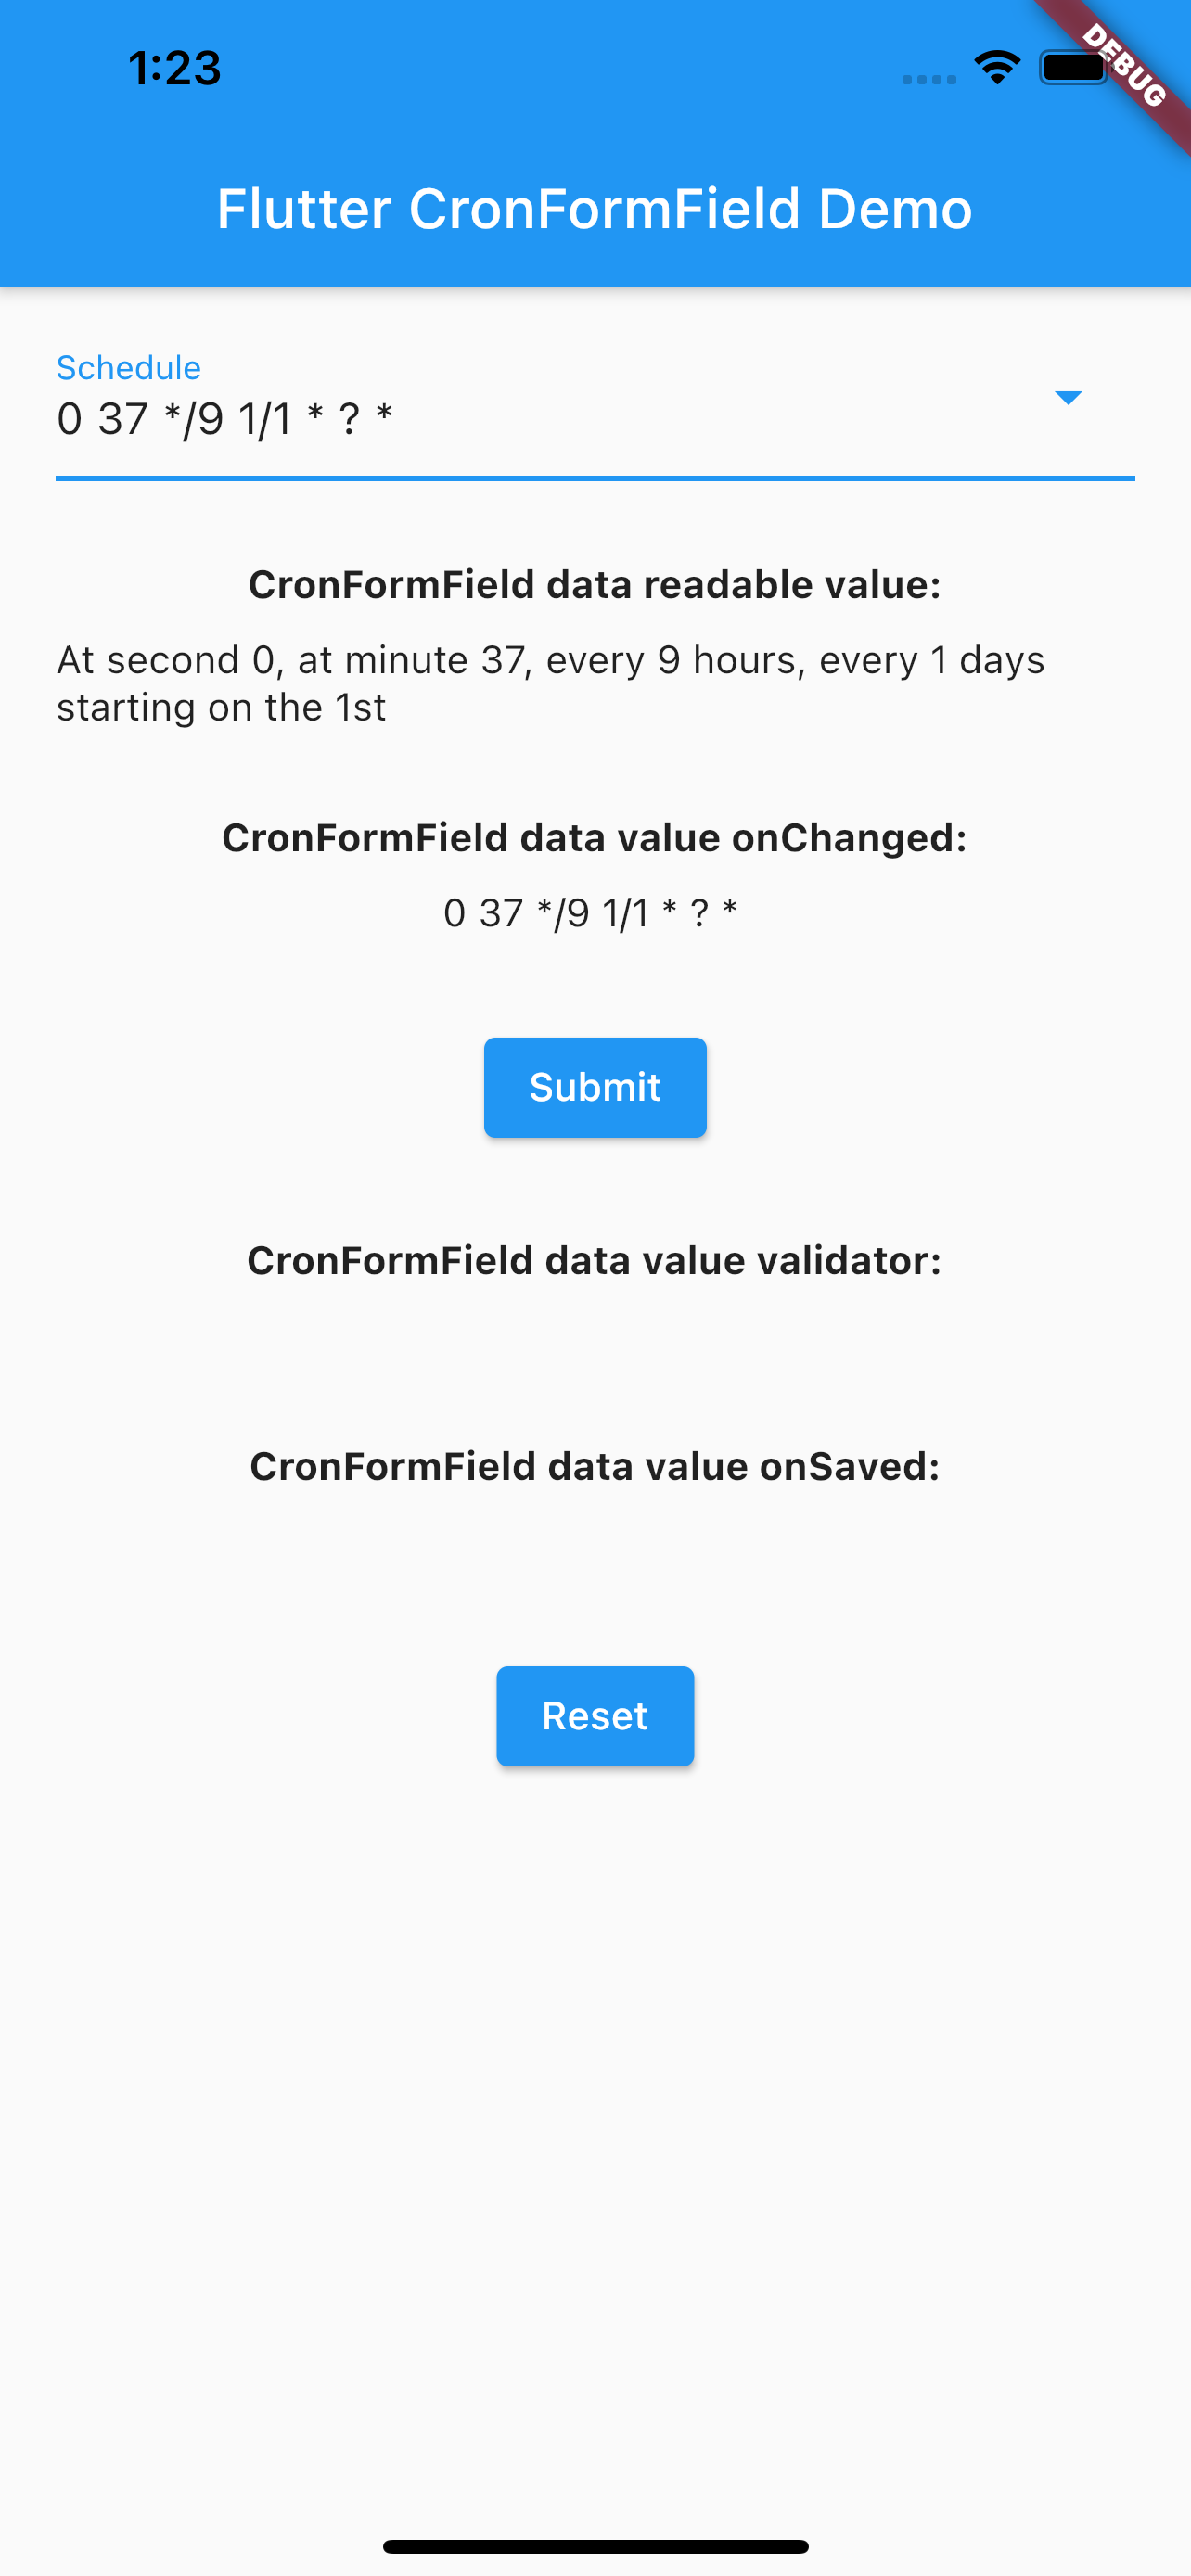 1:23
DEBUG
Flutter CronFormField Demo
Schedule
0 37 */9 1/1 * ? *
CronFormField data readable value:
At second 0, at minute 37, every 9 hours, every 1 days
starting on the 1st
CronFormField data value onChanged:
0 37 */9 1/1 * ? *
Submit
CronFormField data value validator:
CronFormField data value onSaved:
Reset